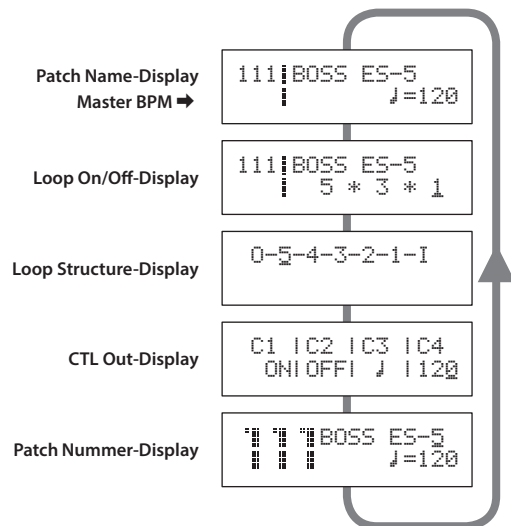 Patch Name-Display
Master BPM ➡
111 BOSS ES-5
♩=120
Loop On/Off-Display
111 BOSS ES-5
5 * 3 * 1
Loop Structure-Display
O-5-4-3-2-1-I
CTL Out-Display
C1 |C2 |C3 |C4
ON|OFF| ♩ |120
Patch Nummer-Display
111 BOSS ES-5
♩=120